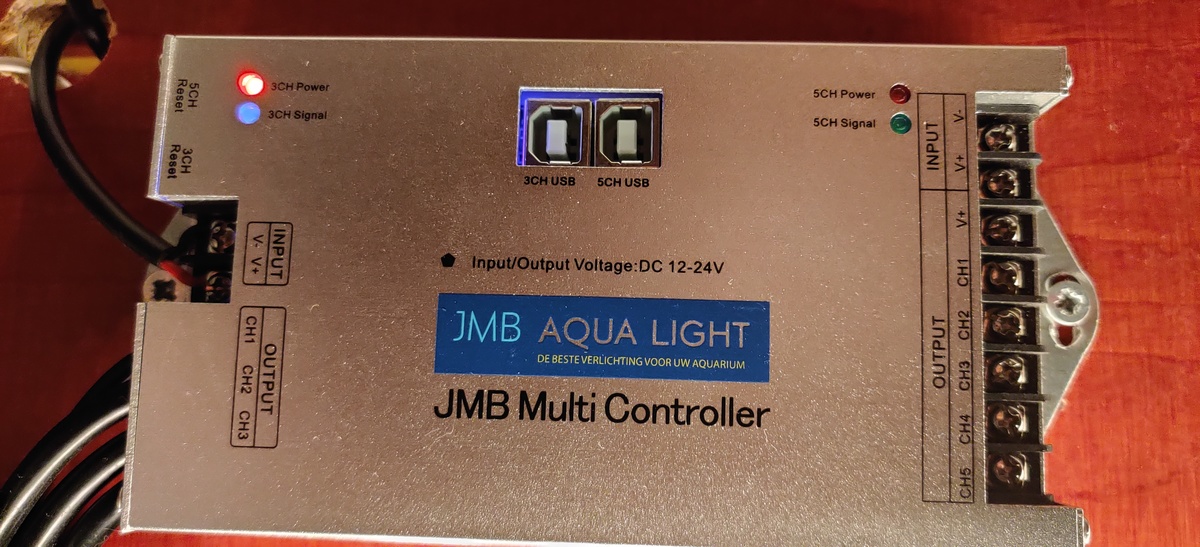 5CH
Reset
3CH
Reset
3CH Power
3CH Signal
3CH USB
5CH USB
5CH Power
5CH Signal
INPUT
V-
V+
OUTPUT
V+
CH1
CH2
CH3
CH4
CH5
INPUT
V- V+
OUTPUT
CH1 CH2 CH3
Input/Output Voltage:DC 12-24V
JMB AQUA LIGHT
DE BESTE VERLICHTING VOOR UW AQUARIUM
JMB Multi Controller